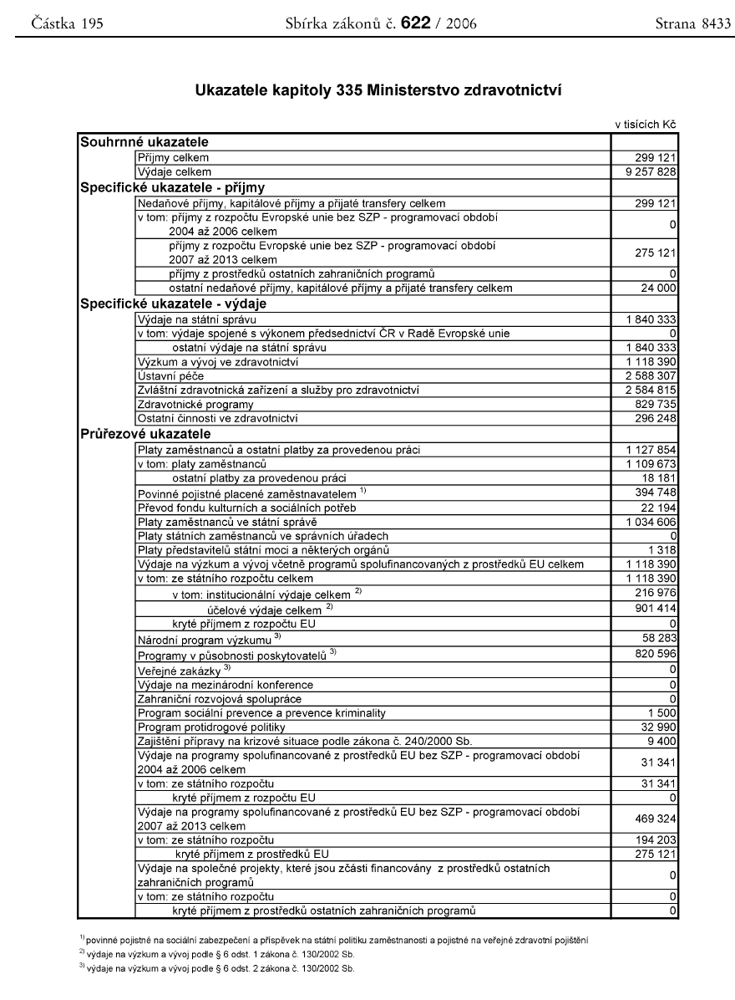 Částka 195 Sbírka zákonů č. 622 / 2006 Strana 8433
Ukazatele kapitoly 335 Ministerstvo zdravotnictví
v tisících Kč
Souhrnné ukazatele
Příjmy celkem 299 121
Výdaje celkem 9 257 828
Specifické ukazatele - příjmy
Nedaňové příjmy, kapitálové příjmy a přijaté transfery celkem 299 121
v tom: příjmy z rozpočtu Evropské unie bez SZP - programovací období
2004 až 2006 celkem 0
příjmy z rozpočtu Evropské unie bez SZP - programovací období
2007 až 2013 celkem 275 121
příjmy z prostředků ostatních zahraničních programů 0
ostatní nedaňové příjmy, kapitálové příjmy a přijaté transfery celkem 24 000
Specifické ukazatele - výdaje
Výdaje na státní správu 1 840 333
v tom: výdaje spojené s výkonem předsednictví ČR v Radě Evropské unie 0
ostatní výdaje na státní správu 1 840 333
Výzkum a vývoj ve zdravotnictví 1 118 390
Ústavní péče 2 588 307
Zvláštní zdravotnická zařízení a služby pro zdravotnictví 2 584 815
Zdravotnické programy 829 735
Ostatní činnosti ve zdravotnictví 296 248
Průřezové ukazatele
Platy zaměstnanců a ostatní platby za provedenou práci 1 127 854
v tom: platy zaměstnanců 1 109 673
ostatní platby za provedenou práci 18 181
Povinné pojistné placené zaměstnavatelem 1) 394 748
Převod fondu kulturních a sociálních potřeb 22 194
Platy zaměstnanců ve státní správě 1 034 606
Platy státních zaměstnanců ve správních úřadech 0
Platy představitelů státní moci a některých orgánů 1 318
Výdaje na výzkum a vývoj včetně programů spolufinancovaných z prostředků EU celkem 1 118 390
v tom: ze státního rozpočtu celkem 1 118 390
v tom: institucionální výdaje celkem 2) 216 976
účelové výdaje celkem 2) 901 414
kryté příjmem z rozpočtu EU 0
Národní program výzkumu 3) 58 283
Programy v působnosti poskytovatelů 3) 820 596
Veřejné zakázky 3) 0
Výdaje na mezinárodní konference 0
Zahraniční rozvojová spolupráce 0
Program sociální prevence a prevence kriminality 1 500
Program protidrogové politiky 32 990
Zajištění přípravy na krizové situace podle zákona č. 240/2000 Sb. 9 400
Výdaje na programy spolufinancované z prostředků EU bez SZP - programovací období
2004 až 2006 celkem 31 341
v tom: ze státního rozpočtu 31 341
kryté příjmem z rozpočtu EU 0
Výdaje na programy spolufinancované z prostředků EU bez SZP - programovací období
2007 až 2013 celkem 469 324
v tom: ze státního rozpočtu 194 203
kryté příjmem z prostředků EU 275 121
Výdaje na společné projekty, které jsou zčásti financovány z prostředků ostatních
zahraničních programů 0
v tom: ze státního rozpočtu 0
kryté příjmem z prostředků ostatních zahraničních programů 0
1) povinné pojistné na sociální zabezpečení a příspěvek na státní politiku zaměstnanosti a pojistné na veřejné zdravotní pojištění
2) výdaje na výzkum a vývoj podle § 6 odst. 1 zákona č. 130/2002 Sb.
3) výdaje na výzkum a vývoj podle § 6 odst. 2 zákona č. 130/2002 Sb.